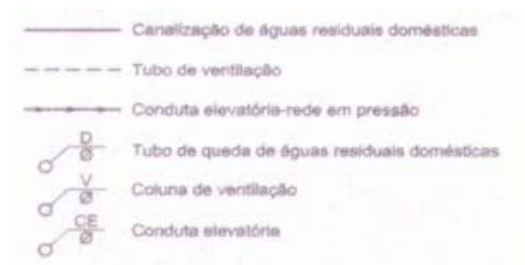 Canalização de águas residuais domésticas
Tubo de ventilação
Conduta elevatória-rede em pressão
D
Ø
Tubo de queda de águas residuais domésticas
V
Ø
Coluna de ventilação
CE
Ø
Conduta elevatória